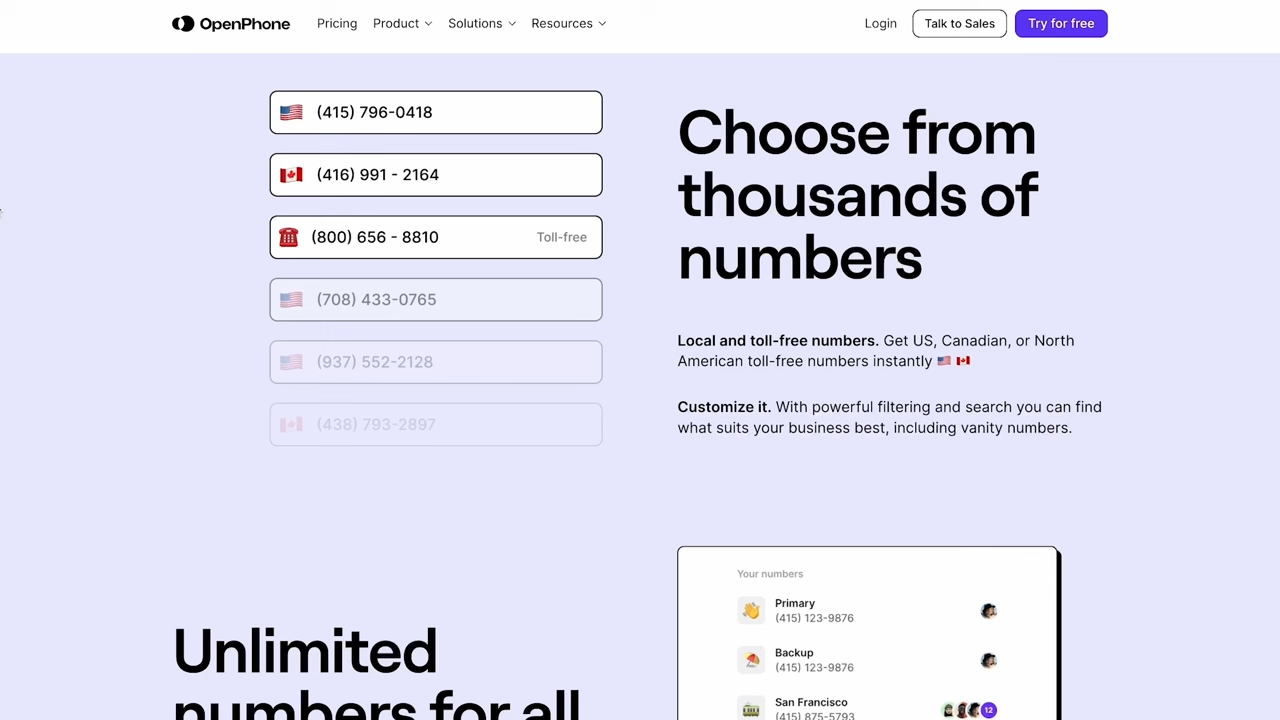 OpenPhone Pricing Product Solutions Resources Login Talk to Sales Try for free
(415) 796-0418
(416) 991 - 2164
(800) 656 - 8810 Toll-free
(708) 433-0765
(937) 552-2128
(438) 793-2897
Choose from
thousands of
numbers
Local and toll-free numbers. Get US, Canadian, or North
American toll-free numbers instantly
Customize it. With powerful filtering and search you can find
what suits your business best, including vanity numbers.
Unlimited
numbers for all
Your numbers
Primary
(415) 123-9876
Backup
(415) 123-9876
San Francisco
(415) 875-5793
12